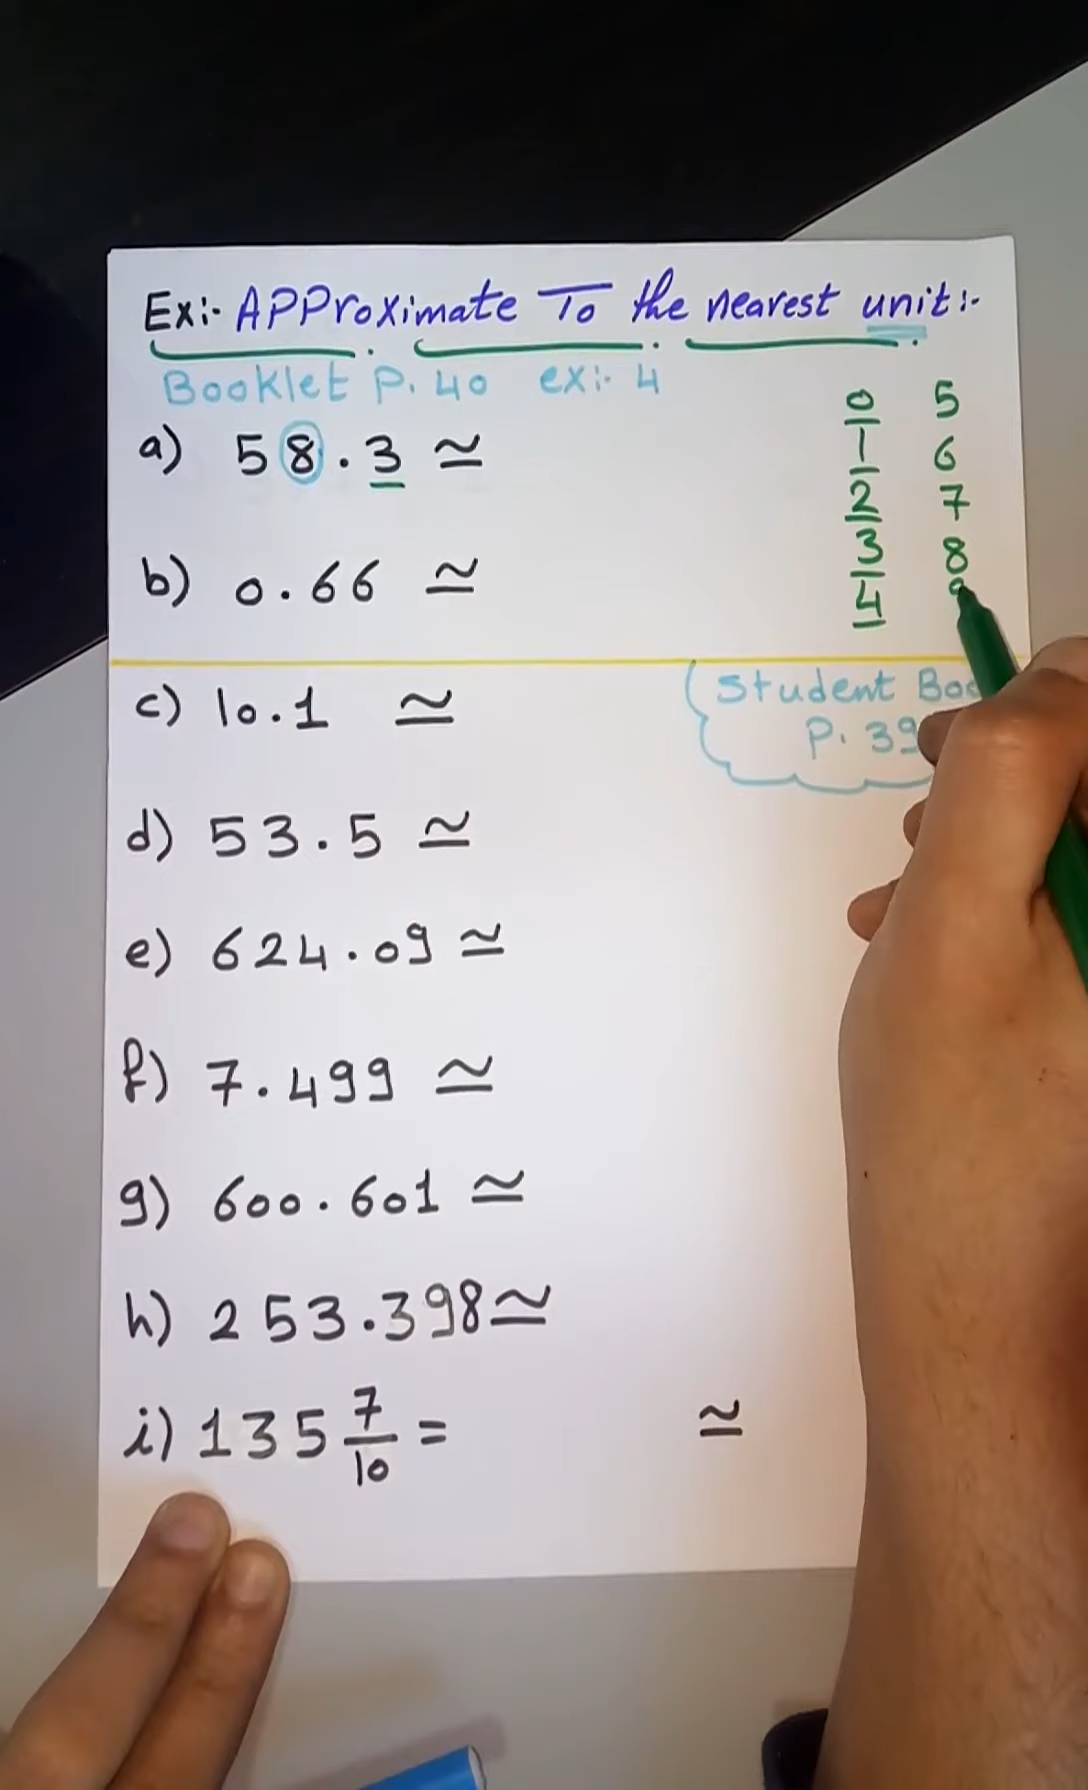 Ex:- APProximate To the nearest unit:-
Booklet P. 40 ex:- 4
0 5
1 6
2 7
3 8
4
a) 58.3 ≃
b) 0.66 ≃
Student
P. 39
c) 10.1 ≃
d) 53.5 ≃
e) 624.09 ≃
f) 7.499 ≃
g) 600.601 ≃
h) 253.398 ≃
i) 135 7/10 = ≃